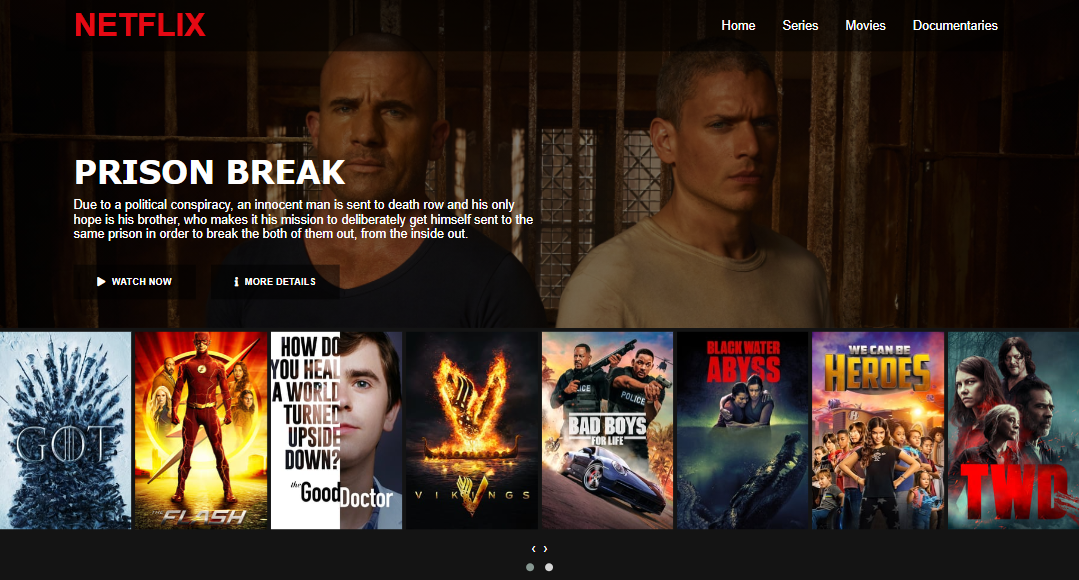 NETFLIX
Home Series Movies Documentaries
PRISON BREAK
Due to a political conspiracy, an innocent man is sent to death row and his only
hope is his brother, who makes it his mission to deliberately get himself sent to the
same prison in order to break the both of them out, from the inside out.
WATCH NOW MORE DETAILS
GOT
THE FLASH
HOW DO
YOU HEAL
A WORLD
TURNED
UPSIDE
DOWN?
the Good Doctor
VIKINGS
POLICE
POLICE
BAD BOYS
FOR LIFE
BLACK WATER
ABYSS
WE CAN BE
HEROES
TWD
‹ ›